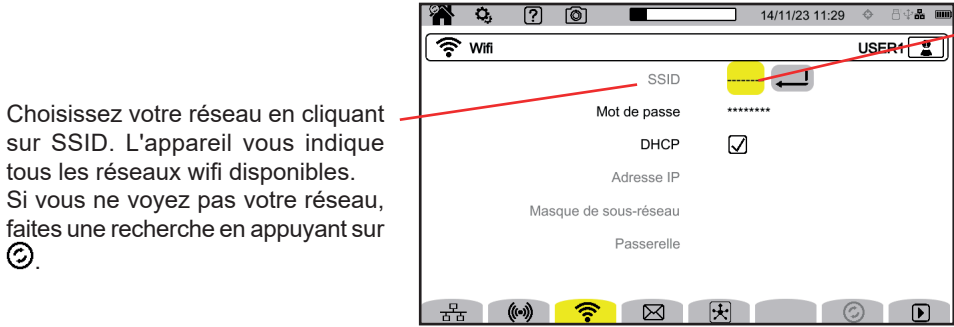 14/11/23 11:29
Wifi
USER1
SSID
------
Mot de passe
********
DHCP
Adresse IP
Masque de sous-réseau
Passerelle
Choisissez votre réseau en cliquant
sur SSID. L'appareil vous indique
tous les réseaux wifi disponibles.
Si vous ne voyez pas votre réseau,
faites une recherche en appuyant sur
.